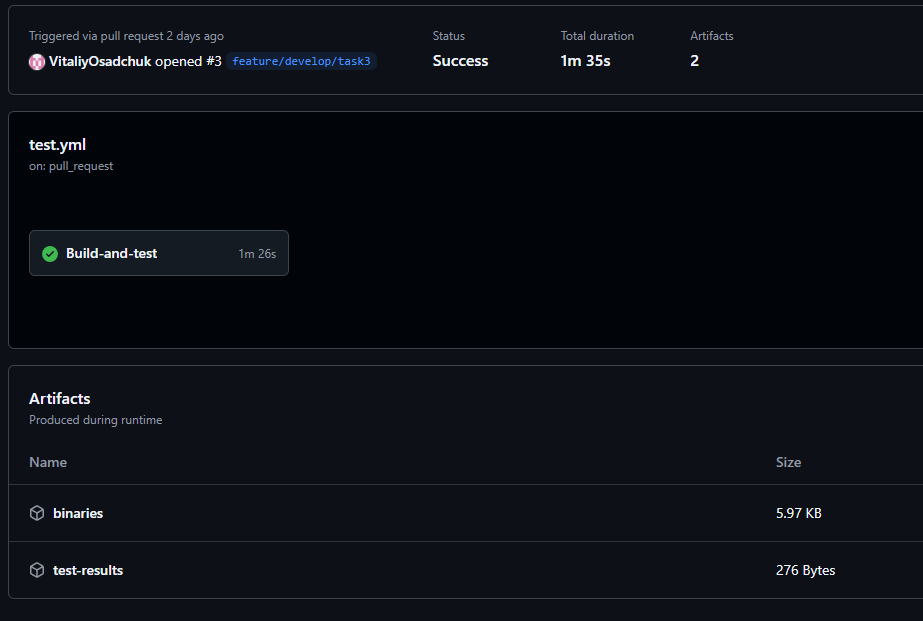 Triggered via pull request 2 days ago
VitaliyOsadchuk opened #3 feature/develop/task3
Status
Success
Total duration
1m 35s
Artifacts
2
test.yml
on: pull_request
Build-and-test 1m 26s
Artifacts
Produced during runtime
Name Size
binaries 5.97 KB
test-results 276 Bytes